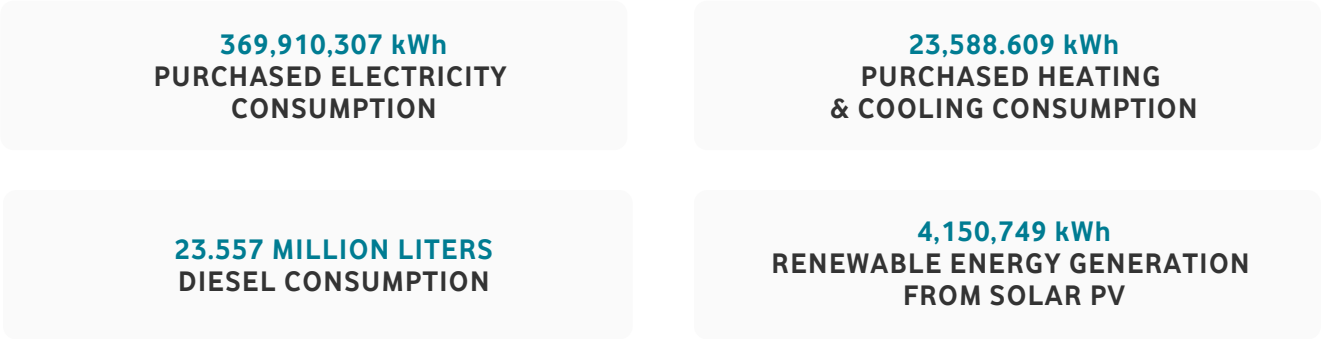 369,910,307 kWh
PURCHASED ELECTRICITY
CONSUMPTION
23,588.609 kWh
PURCHASED HEATING
& COOLING CONSUMPTION
23.557 MILLION LITERS
DIESEL CONSUMPTION
4,150,749 kWh
RENEWABLE ENERGY GENERATION
FROM SOLAR PV